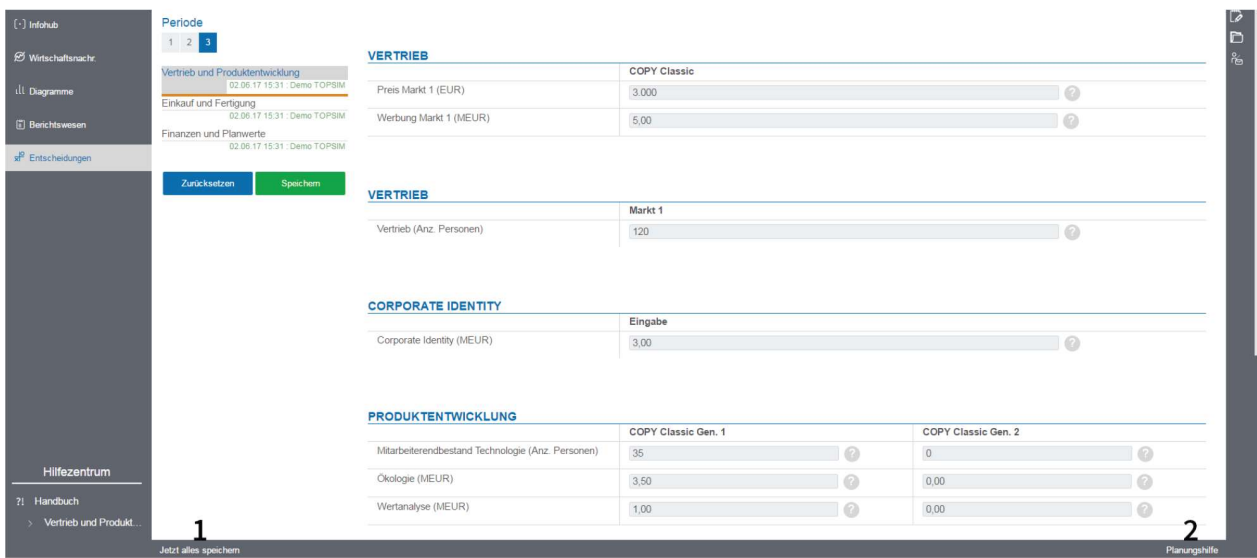 Infohub
Wirtschaftsnachr.
Diagramme
Berichtswesen
Entscheidungen
Hilfezentrum
?! Handbuch
> Vertrieb und Produkt...
Periode
1 2 3
Vertrieb und Produktentwicklung
02.06.17 15:31 : Demo TOPSIM
Einkauf und Fertigung
02.06.17 15:31 : Demo TOPSIM
Finanzen und Planwerte
02.06.17 15:31 : Demo TOPSIM
Zurücksetzen Speichern
VERTRIEB
COPY Classic
Preis Markt 1 (EUR) 3.000 ?
Werbung Markt 1 (MEUR) 5,00 ?
VERTRIEB
Markt 1
Vertrieb (Anz. Personen) 120 ?
CORPORATE IDENTITY
Eingabe
Corporate Identity (MEUR) 3,00 ?
PRODUKTENTWICKLUNG
COPY Classic Gen. 1 COPY Classic Gen. 2
Mitarbeiterendbestand Technologie (Anz. Personen) 35 ? 0 ?
Ökologie (MEUR) 3,50 ? 0,00 ?
Wertanalyse (MEUR) 1,00 ? 0,00 ?
1 2
Jetzt alles speichern Planungshilfe